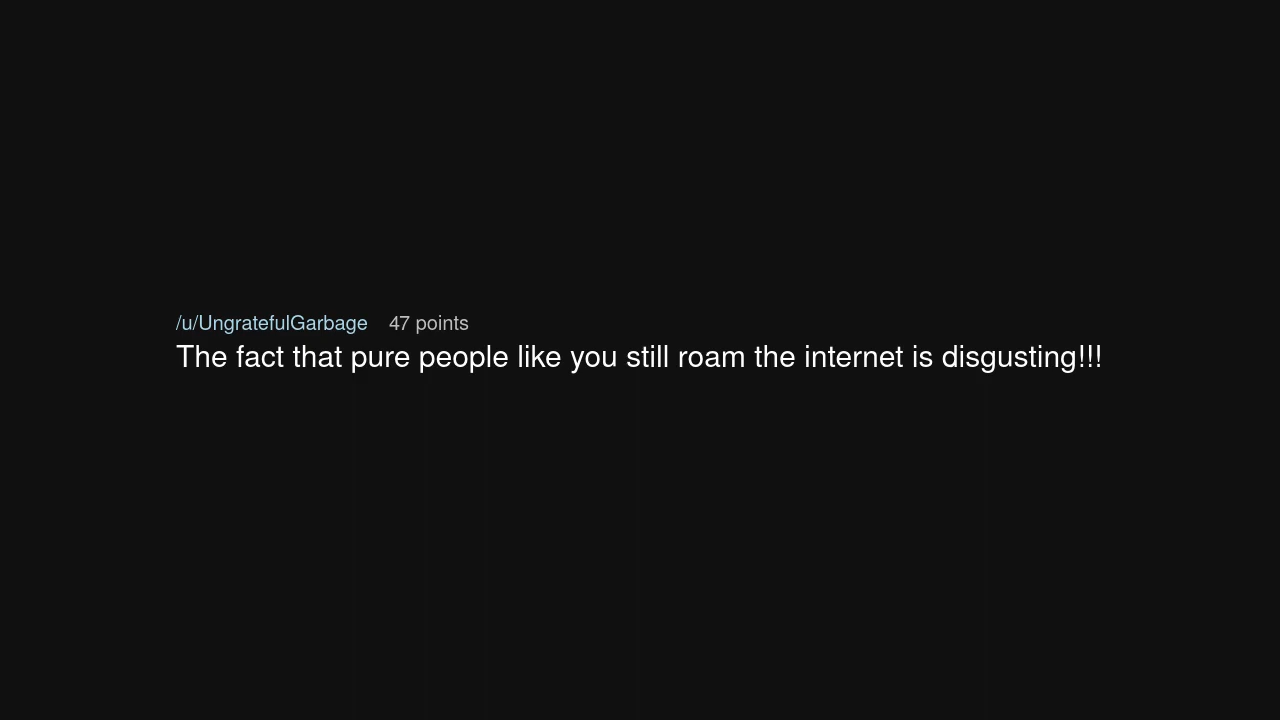 /u/UngratefulGarbage 47 points
The fact that pure people like you still roam the internet is disgusting!!!